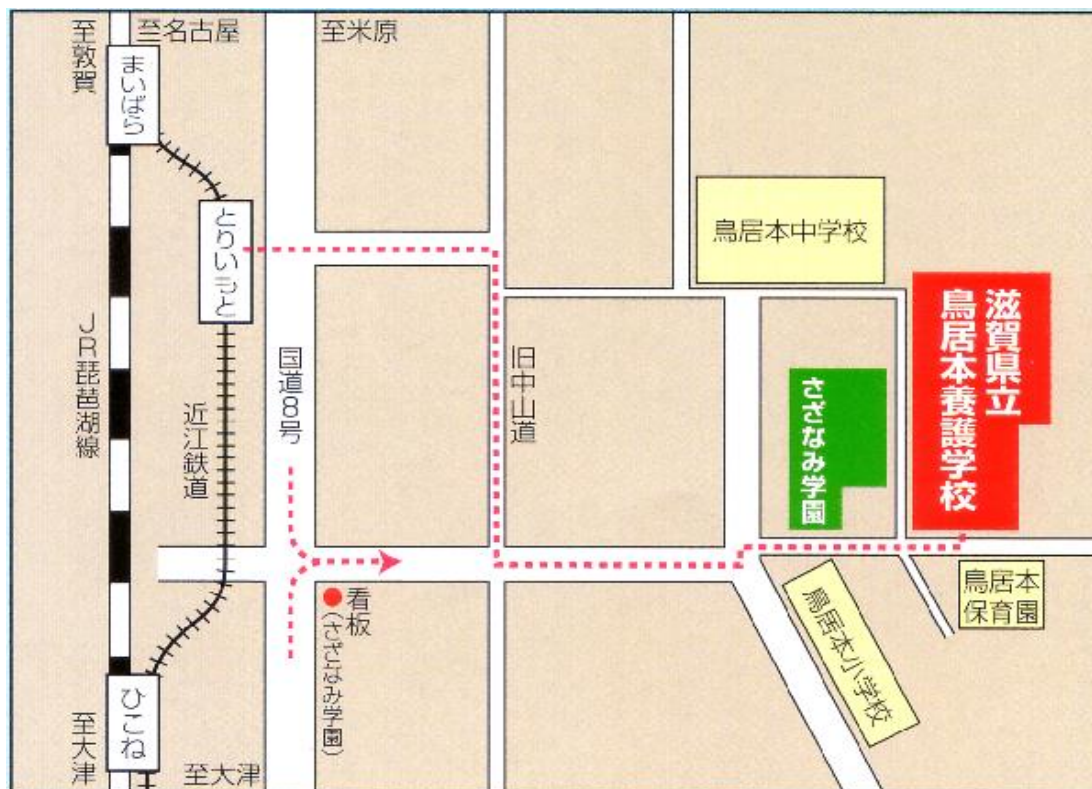 至敦賀
至名古屋
至米原
まいばら
とりいもと
鳥居本中学校
滋賀県立
鳥居本養護学校
さざなみ学園
JR琵琶湖線
近江鉄道
国道8号
旧中山道
看板
(さざなみ学園)
鳥居本小学校
鳥居本
保育園
ひこね
至大津
至大津